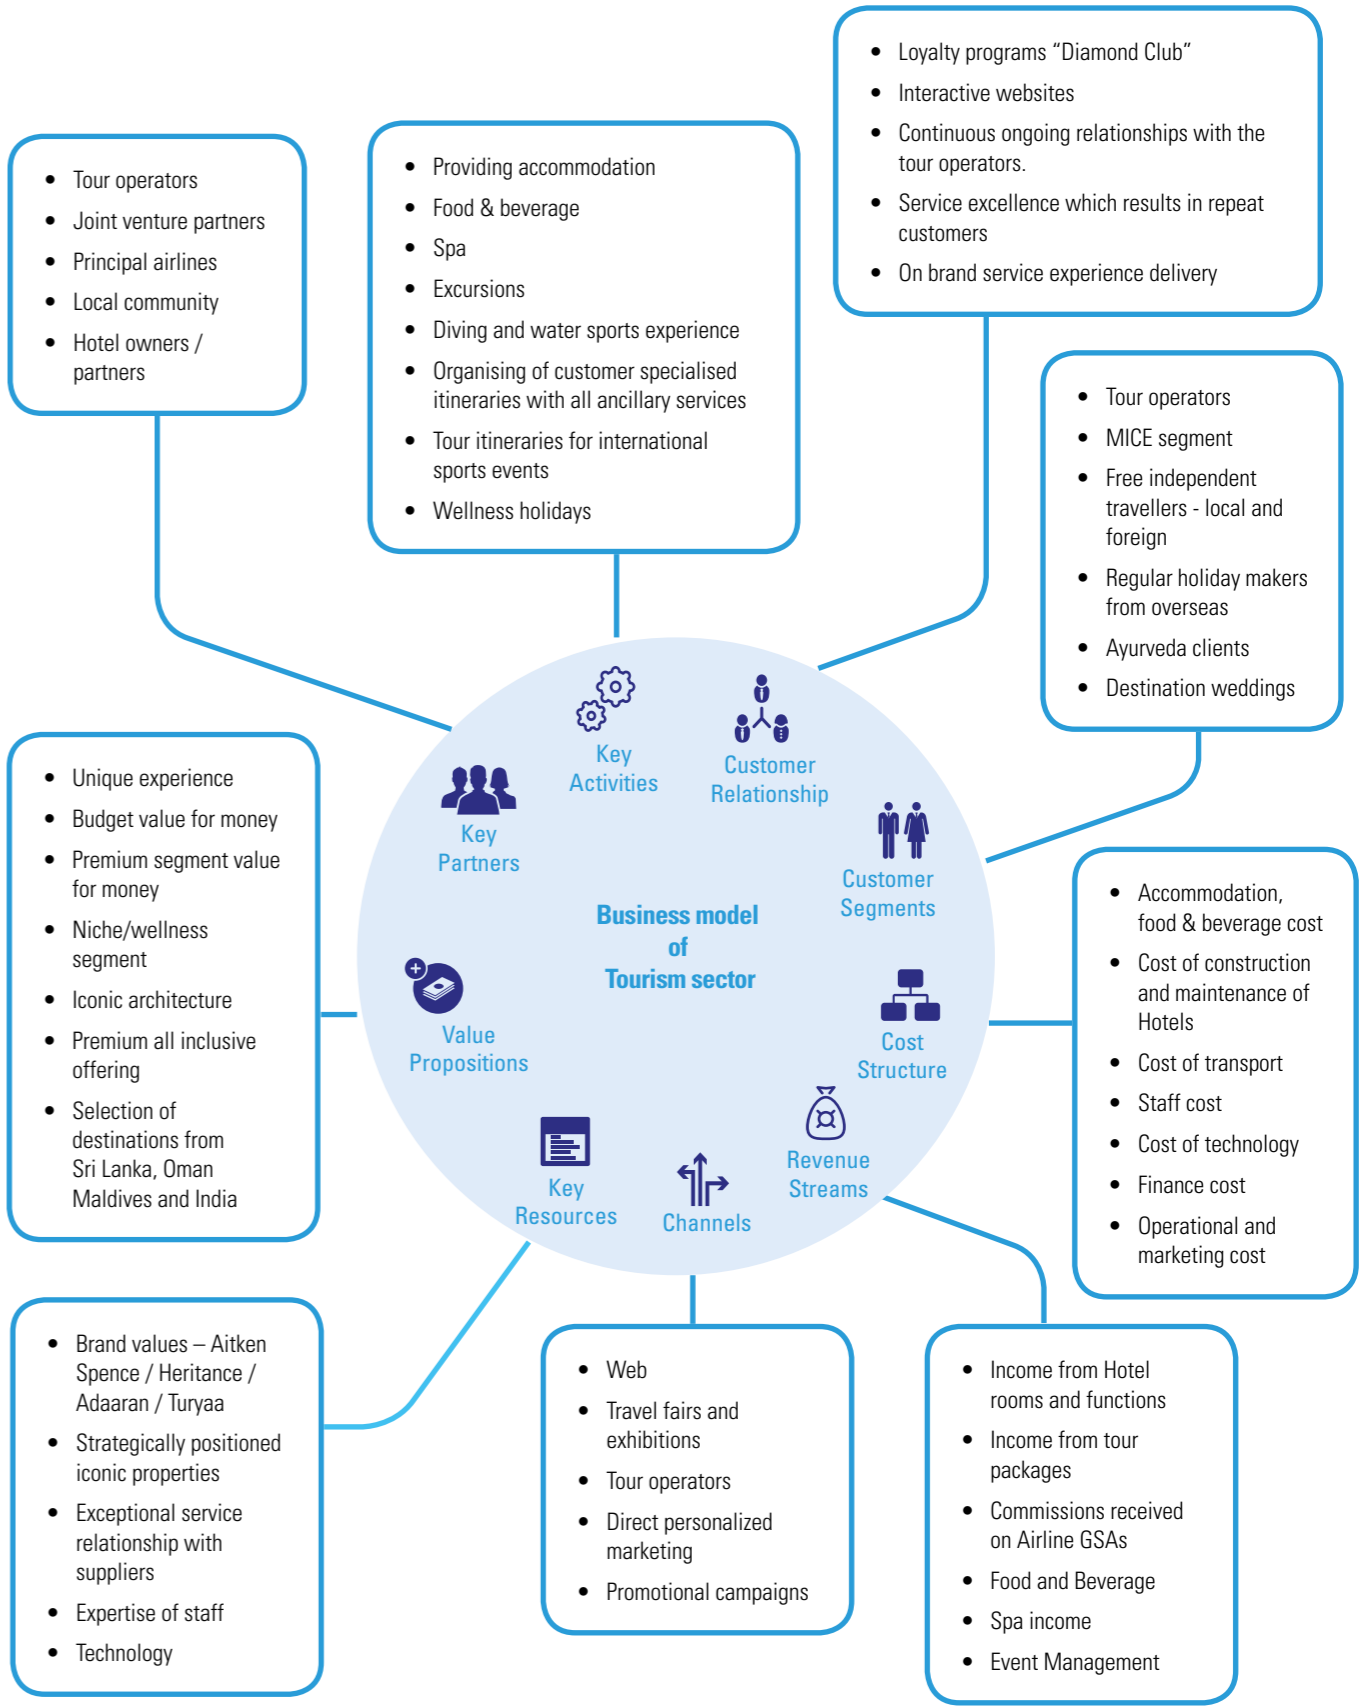 • Loyalty programs “Diamond Club”
• Interactive websites
• Continuous ongoing relationships with the
tour operators.
• Service excellence which results in repeat
customers
• On brand service experience delivery
• Tour operators
• Joint venture partners
• Principal airlines
• Local community
• Hotel owners /
partners
• Providing accommodation
• Food & beverage
• Spa
• Excursions
• Diving and water sports experience
• Organising of customer specialised
itineraries with all ancillary services
• Tour itineraries for international
sports events
• Wellness holidays
• Tour operators
• MICE segment
• Free independent
travellers - local and
foreign
• Regular holiday makers
from overseas
• Ayurveda clients
• Destination weddings
Key
Activities
Customer
Relationship
Key
Partners
Customer
Segments
Business model
of
Tourism sector
Value
Propositions
Cost
Structure
Key
Resources
Channels
Revenue
Streams
• Unique experience
• Budget value for money
• Premium segment value
for money
• Niche/wellness
segment
• Iconic architecture
• Premium all inclusive
offering
• Selection of
destinations from
Sri Lanka, Oman
Maldives and India
• Accommodation,
food & beverage cost
• Cost of construction
and maintenance of
Hotels
• Cost of transport
• Staff cost
• Cost of technology
• Finance cost
• Operational and
marketing cost
• Brand values – Aitken
Spence / Heritance /
Adaaran / Turyaa
• Strategically positioned
iconic properties
• Exceptional service
relationship with
suppliers
• Expertise of staff
• Technology
• Web
• Travel fairs and
exhibitions
• Tour operators
• Direct personalized
marketing
• Promotional campaigns
• Income from Hotel
rooms and functions
• Income from tour
packages
• Commissions received
on Airline GSAs
• Food and Beverage
• Spa income
• Event Management